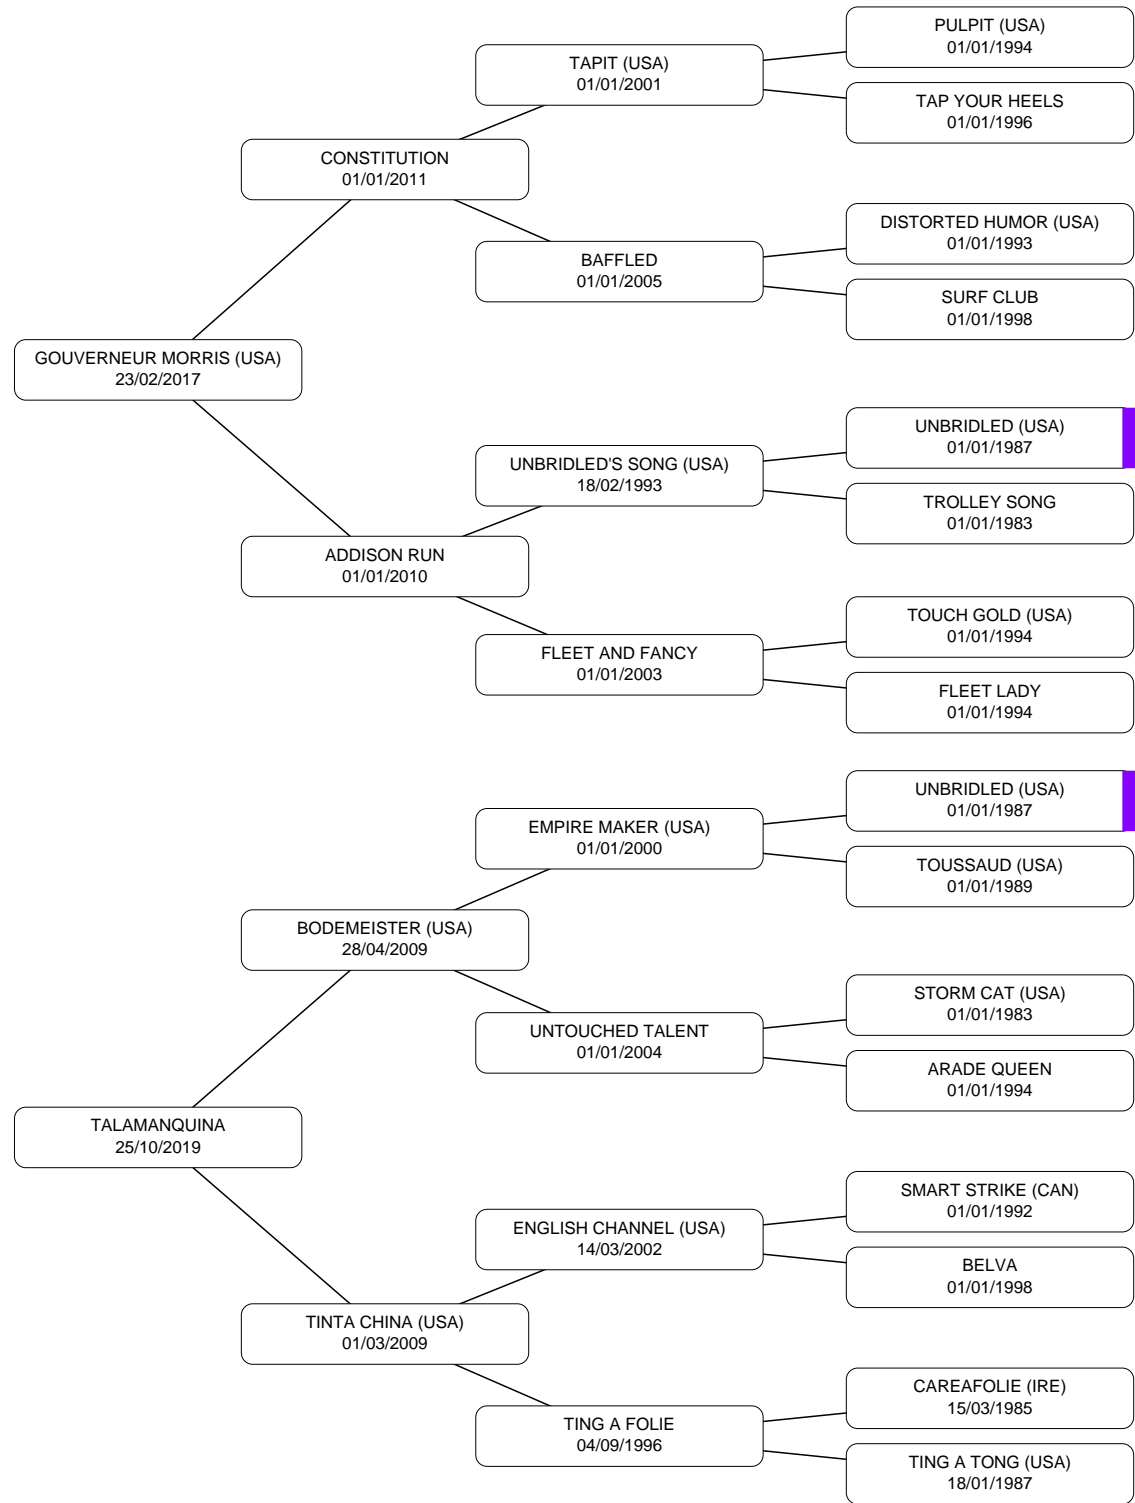 PULPIT (USA)
01/01/1994
TAPIT (USA)
01/01/2001
TAP YOUR HEELS
01/01/1996
CONSTITUTION
01/01/2011
DISTORTED HUMOR (USA)
01/01/1993
BAFFLED
01/01/2005
SURF CLUB
01/01/1998
GOUVERNEUR MORRIS (USA)
23/02/2017
UNBRIDLED (USA)
01/01/1987
UNBRIDLED'S SONG (USA)
18/02/1993
TROLLEY SONG
01/01/1983
ADDISON RUN
01/01/2010
TOUCH GOLD (USA)
01/01/1994
FLEET AND FANCY
01/01/2003
FLEET LADY
01/01/1994
UNBRIDLED (USA)
01/01/1987
EMPIRE MAKER (USA)
01/01/2000
TOUSSAUD (USA)
01/01/1989
BODEMEISTER (USA)
28/04/2009
STORM CAT (USA)
01/01/1983
UNTOUCHED TALENT
01/01/2004
ARADE QUEEN
01/01/1994
TALAMANQUINA
25/10/2019
SMART STRIKE (CAN)
01/01/1992
ENGLISH CHANNEL (USA)
14/03/2002
BELVA
01/01/1998
TINTA CHINA (USA)
01/03/2009
CAREAFOLIE (IRE)
15/03/1985
TING A FOLIE
04/09/1996
TING A TONG (USA)
18/01/1987